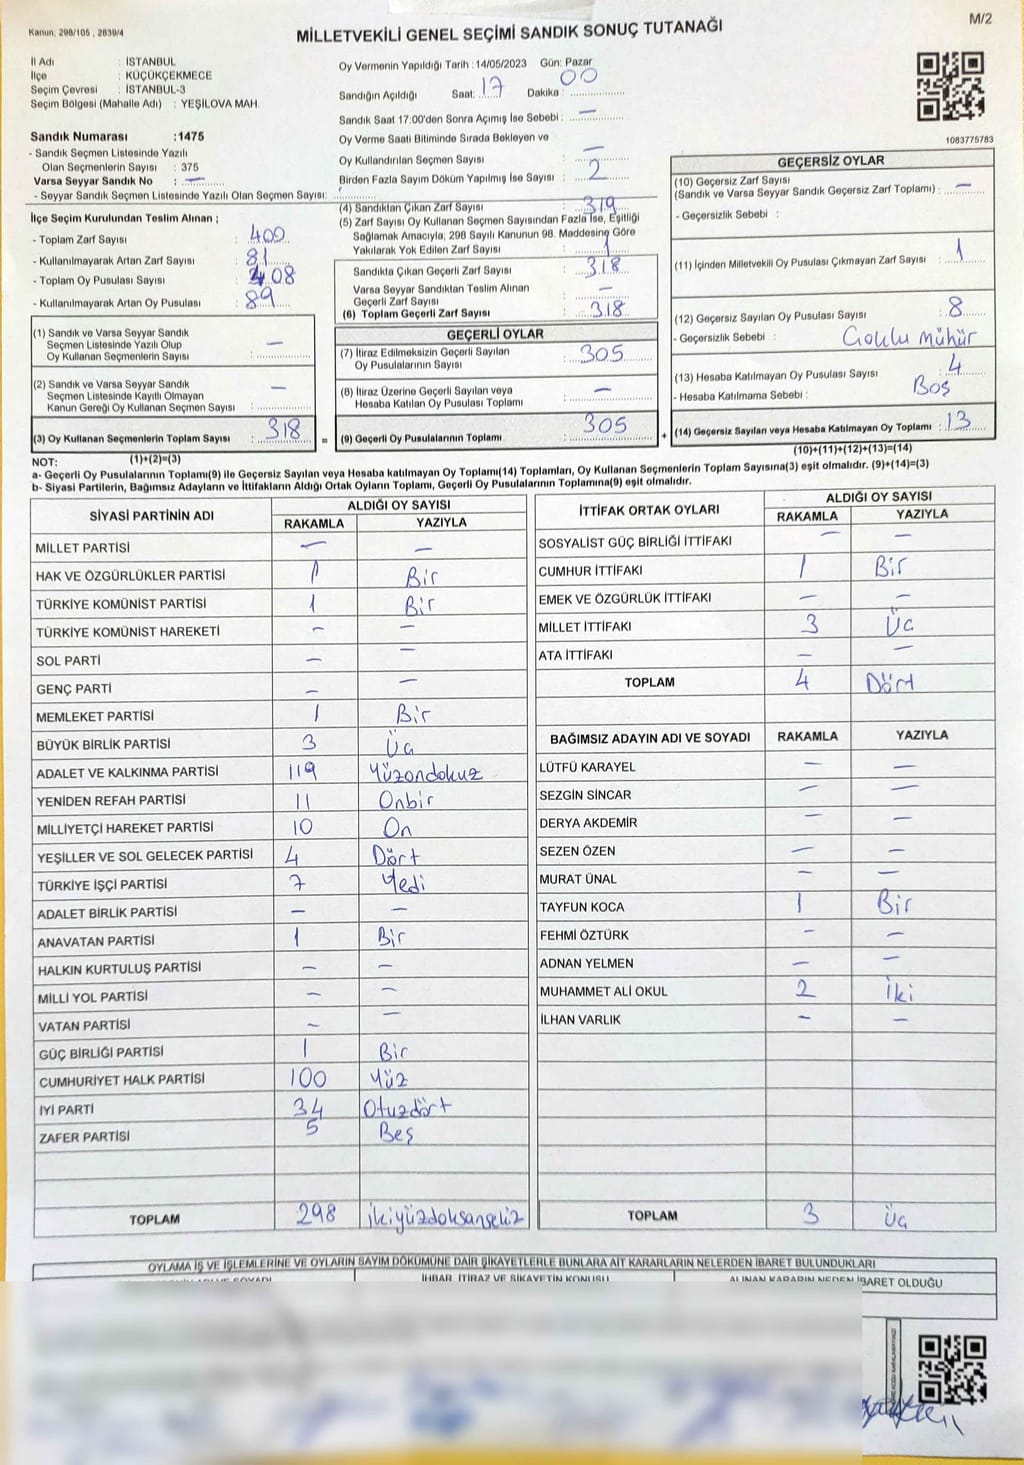 Kanun. 298/105 , 2839/4
MİLLETVEKİLİ GENEL SEÇİMİ SANDIK SONUÇ TUTANAĞI
M/2
İl Adı : İSTANBUL
İlçe : KÜÇÜKÇEKMECE
Seçim Çevresi : İSTANBUL-3
Seçim Bölgesi (Mahalle Adı) : YEŞİLOVA MAH.
Sandık Numarası :1475
- Sandık Seçmen Listesinde Yazılı
Olan Seçmenlerin Sayısı : 375
Varsa Seyyar Sandık No : —
- Seyyar Sandık Seçmen Listesinde Yazılı Olan Seçmen Sayısı:
Oy Vermenin Yapıldığı Tarih : 14/05/2023 Gün: Pazar
Sandığın Açıldığı Saat: 17 Dakika : 00
Sandık Saat 17:00'den Sonra Açımış İse Sebebi : —
Oy Verme Saati Bitiminde Sırada Bekleyen ve
Oy Kullandırılan Seçmen Sayısı : —
Birden Fazla Sayım Döküm Yapılmış İse Sayısı : 2
1083775783
İlçe Seçim Kurulundan Teslim Alınan ;
- Toplam Zarf Sayısı : 400
- Kullanılmayarak Artan Zarf Sayısı : 81
- Toplam Oy Pusulası Sayısı : 408
- Kullanılmayarak Artan Oy Pusulası : 89
(4) Sandıktan Çıkan Zarf Sayısı : 319
(5) Zarf Sayısı Oy Kullanan Seçmen Sayısından Fazla İse, Eşitliği
Sağlamak Amacıyla, 298 Sayılı Kanunun 98. Maddesine Göre
Yakılarak Yok Edilen Zarf Sayısı : 1
Sandıkta Çıkan Geçerli Zarf Sayısı : 318
Varsa Seyyar Sandıktan Teslim Alınan
Geçerli Zarf Sayısı : —
(6) Toplam Geçerli Zarf Sayısı : 318
GEÇERSİZ OYLAR
(10) Geçersiz Zarf Sayısı
(Sandık ve Varsa Seyyar Sandık Geçersiz Zarf Toplamı) : —
- Geçersizlik Sebebi :
(11) İçinden Milletvekili Oy Pusulası Çıkmayan Zarf Sayısı : 1
(12) Geçersiz Sayılan Oy Pusulası Sayısı : 8
- Geçersizlik Sebebi : Çoklu mühür
(13) Hesaba Katılmayan Oy Pusulası Sayısı : 4
- Hesaba Katılmama Sebebi : Boş
(14) Geçersiz Sayılan veya Hesaba Katılmayan Oy Toplamı : 13
(10)+(11)+(12)+(13)=(14)
(1) Sandık ve Varsa Seyyar Sandık
Seçmen Listesinde Yazılı Olup
Oy Kullanan Seçmenlerin Sayısı : —
(2) Sandık ve Varsa Seyyar Sandık
Seçmen Listesinde Kayıtlı Olmayan
Kanun Gereği Oy Kullanan Seçmen Sayısı : —
(3) Oy Kullanan Seçmenlerin Toplam Sayısı : 318 =
(1)+(2)=(3)
GEÇERLİ OYLAR
(7) İtiraz Edilmeksizin Geçerli Sayılan
Oy Pusulalarının Sayısı : 305
(8) İtiraz Üzerine Geçerli Sayılan veya
Hesaba Katılan Oy Pusulası Toplamı : —
(9) Geçerli Oy Pusulalarının Toplamı : 305 +
NOT:
a- Geçerli Oy Pusulalarının Toplamı(9) ile Geçersiz Sayılan veya Hesaba katılmayan Oy Toplamı(14) Toplamları, Oy Kullanan Seçmenlerin Toplam Sayısına(3) eşit olmalıdır. (9)+(14)=(3)
b- Siyasi Partilerin, Bağımsız Adayların ve İttifakların Aldığı Ortak Oyların Toplamı, Geçerli Oy Pusulalarının Toplamına(9) eşit olmalıdır.
SİYASİ PARTİNİN ADI ALDIĞI OY SAYISI
RAKAMLA YAZIYLA
MİLLET PARTİSİ — —
HAK VE ÖZGÜRLÜKLER PARTİSİ 1 Bir
TÜRKİYE KOMÜNİST PARTİSİ 1 Bir
TÜRKİYE KOMÜNİST HAREKETİ — —
SOL PARTİ — —
GENÇ PARTİ — —
MEMLEKET PARTİSİ 1 Bir
BÜYÜK BİRLİK PARTİSİ 3 Üç
ADALET VE KALKINMA PARTİSİ 119 Yüzondokuz
YENİDEN REFAH PARTİSİ 11 Onbir
MİLLİYETÇİ HAREKET PARTİSİ 10 On
YEŞİLLER VE SOL GELECEK PARTİSİ 4 Dört
TÜRKİYE İŞÇİ PARTİSİ 7 Yedi
ADALET BİRLİK PARTİSİ — —
ANAVATAN PARTİSİ 1 Bir
HALKIN KURTULUŞ PARTİSİ — —
MİLLİ YOL PARTİSİ — —
VATAN PARTİSİ — —
GÜÇ BİRLİĞİ PARTİSİ 1 Bir
CUMHURİYET HALK PARTİSİ 100 Yüz
İYİ PARTİ 34 Otuzdört
ZAFER PARTİSİ 5 Beş
TOPLAM 298 ikiyüzdoksansekiz
İTTİFAK ORTAK OYLARI ALDIĞI OY SAYISI
RAKAMLA YAZIYLA
SOSYALİST GÜÇ BİRLİĞİ İTTİFAKI — —
CUMHUR İTTİFAKI 1 Bir
EMEK VE ÖZGÜRLÜK İTTİFAKI — —
MİLLET İTTİFAKI 3 Üç
ATA İTTİFAKI — —
TOPLAM 4 Dört
BAĞIMSIZ ADAYIN ADI VE SOYADI RAKAMLA YAZIYLA
LÜTFÜ KARAYEL — —
SEZGİN SİNCAR — —
DERYA AKDEMİR — —
SEZEN ÖZEN — —
MURAT ÜNAL — —
TAYFUN KOCA 1 Bir
FEHMİ ÖZTÜRK — —
ADNAN YELMEN — —
MUHAMMET ALİ OKUL 2 İki
İLHAN VARLIK — —
TOPLAM 3 Üç
OYLAMA İŞ VE İŞLEMLERİNE VE OYLARIN SAYIM DÖKÜMÜNE DAİR ŞİKAYETLERLE BUNLARA AİT KARARLARIN NELERDEN İBARET BULUNDUKLARI
İHBAR, İTİRAZ VE ŞİKAYETİN KONUSU ALINAN KARARIN NEDEN İBARET OLDUĞU